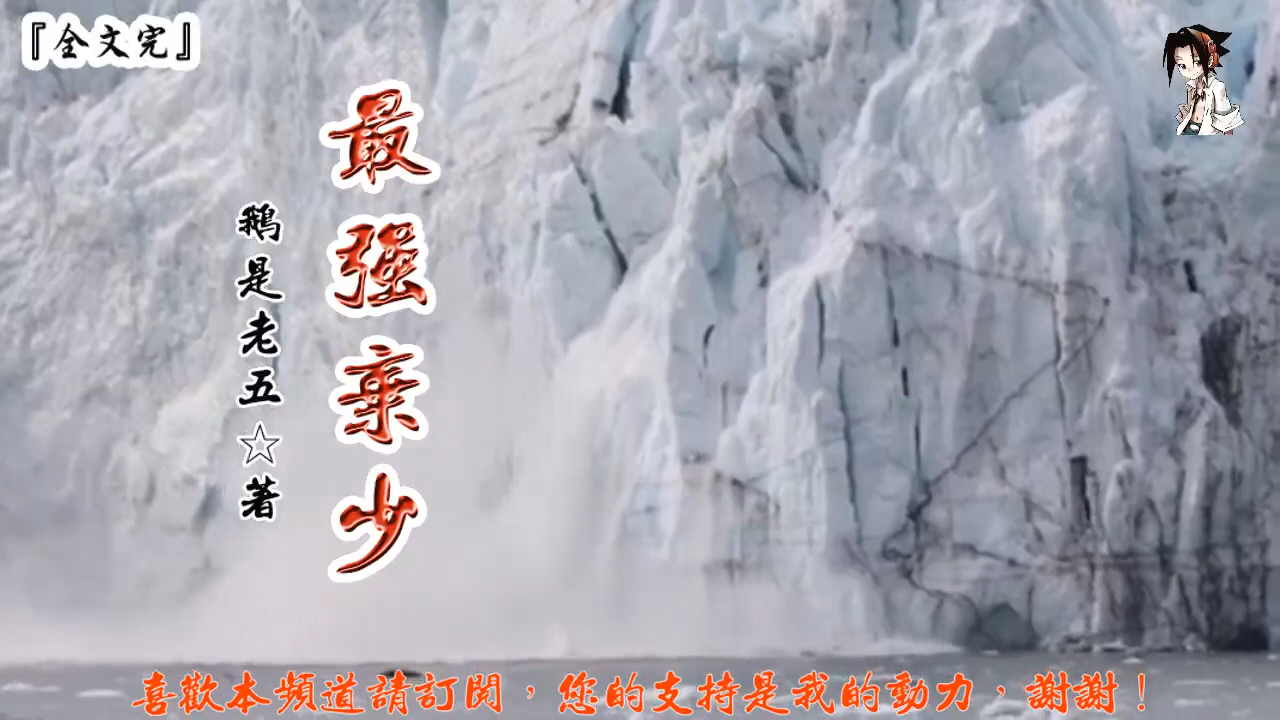 『全文完』
最強棄少
鵝是老五☆著
喜歡本頻道請訂閱，您的支持是我的動力，謝謝！